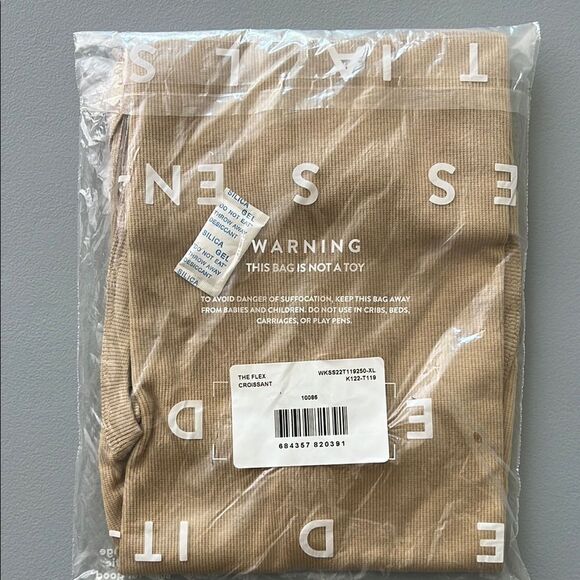 T I A L S
E S S E N-
SILICA
GEL
DO NOT EAT
THROW AWAY
DESICCANT
SILICA
GEL
DO NOT EAT
THROW AWAY
DESICCANT
SILICA
WARNING
THIS BAG IS NOT A TOY
TO AVOID DANGER OF SUFFOCATION, KEEP THIS BAG AWAY
FROM BABIES AND CHILDREN. DO NOT USE IN CRIBS, BEDS,
CARRIAGES, OR PLAY PENS.
THE FLEX
CROISSANT
WKSS22T119250-XL
K122-T119
10086
684357 820391
E D
E D I T
good